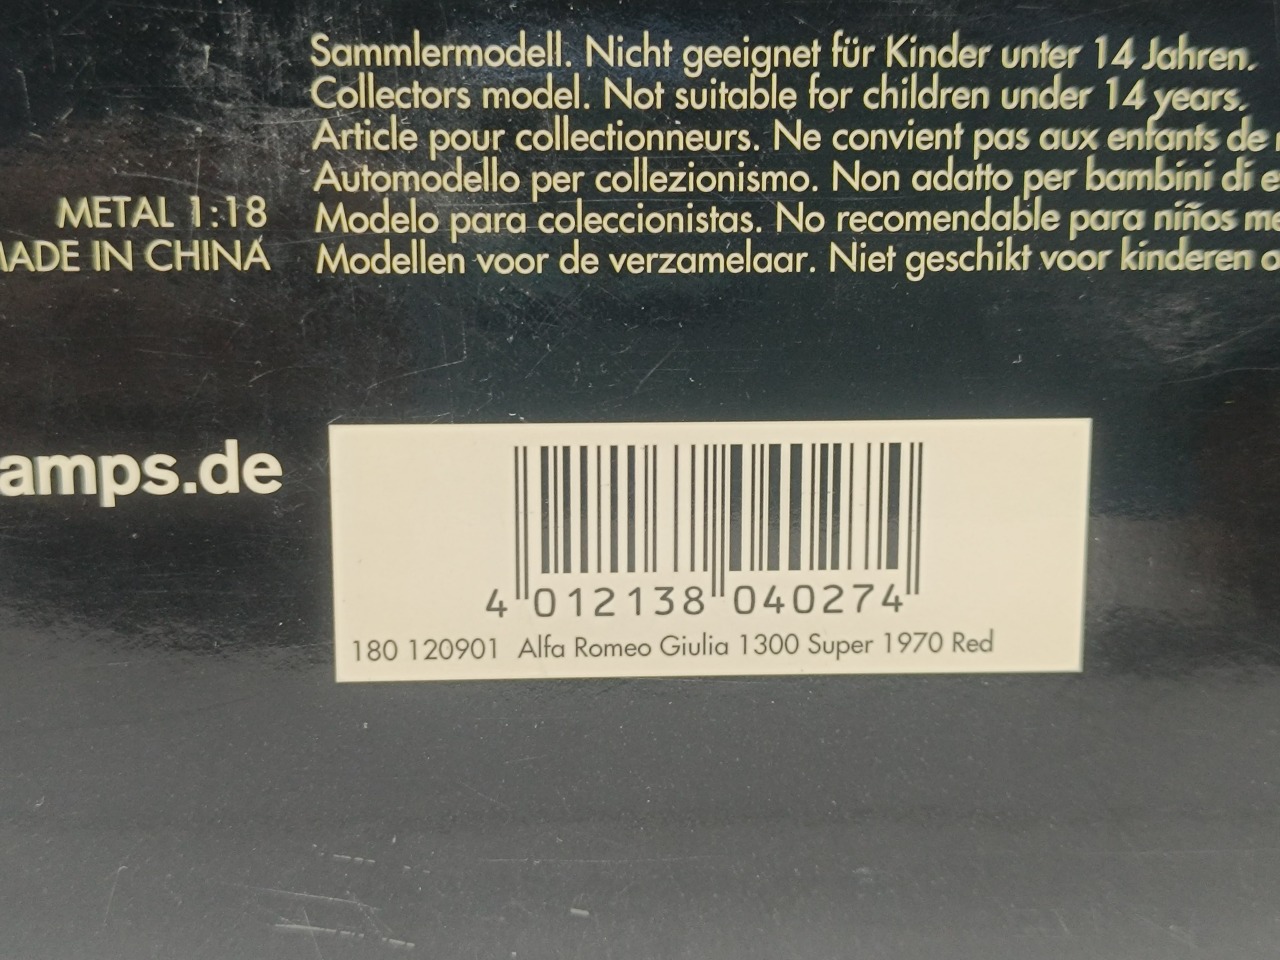 Sammlermodell. Nicht geeignet für Kinder unter 14 Jahren.
Collectors model. Not suitable for children under 14 years.
Article pour collectionneurs. Ne convient pas aux enfants de
Automodello per collezionismo. Non adatto per bambini di
METAL 1:18
Modelo para coleccionistas. No recomendable para niños
MADE IN CHINA
Modellen voor de verzamelaar. Niet geschikt voor kinderen
amps.de
4 012138 040274
180 120901 Alfa Romeo Giulia 1300 Super 1970 Red